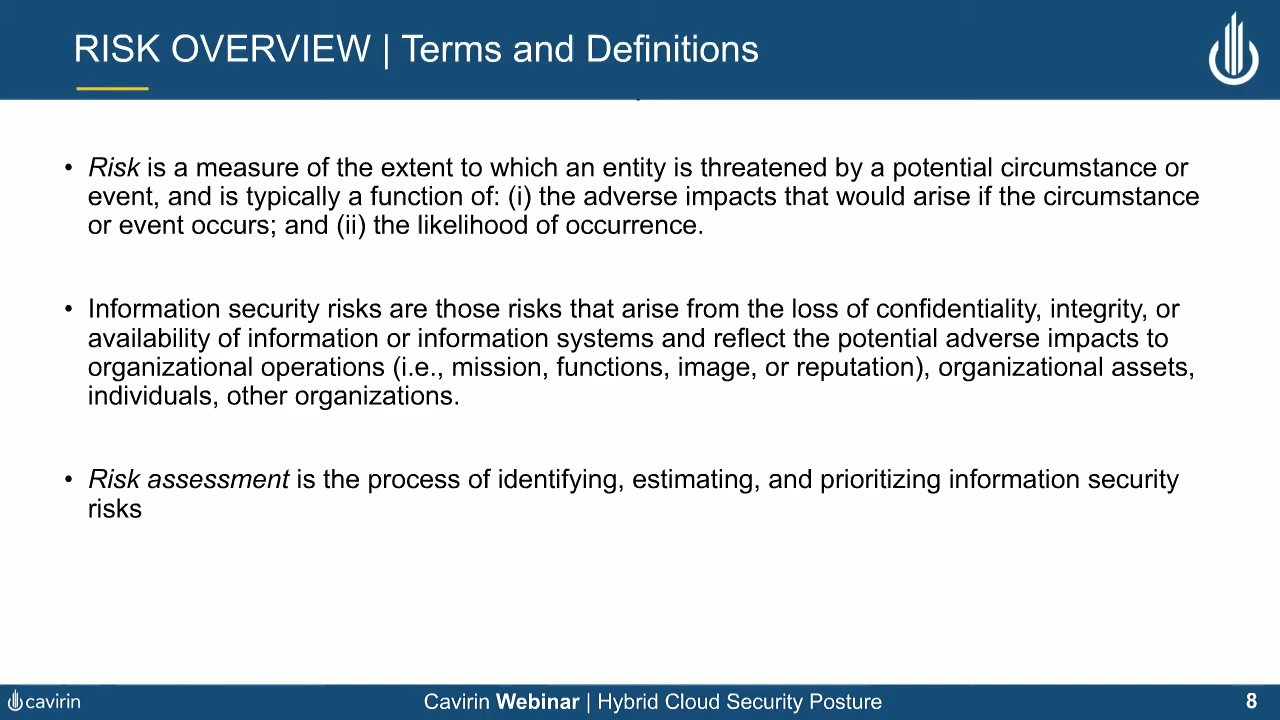 RISK OVERVIEW | Terms and Definitions
• Risk is a measure of the extent to which an entity is threatened by a potential circumstance or
event, and is typically a function of: (i) the adverse impacts that would arise if the circumstance
or event occurs; and (ii) the likelihood of occurrence.
• Information security risks are those risks that arise from the loss of confidentiality, integrity, or
availability of information or information systems and reflect the potential adverse impacts to
organizational operations (i.e., mission, functions, image, or reputation), organizational assets,
individuals, other organizations.
• Risk assessment is the process of identifying, estimating, and prioritizing information security
risks
cavirin
Cavirin Webinar | Hybrid Cloud Security Posture
8